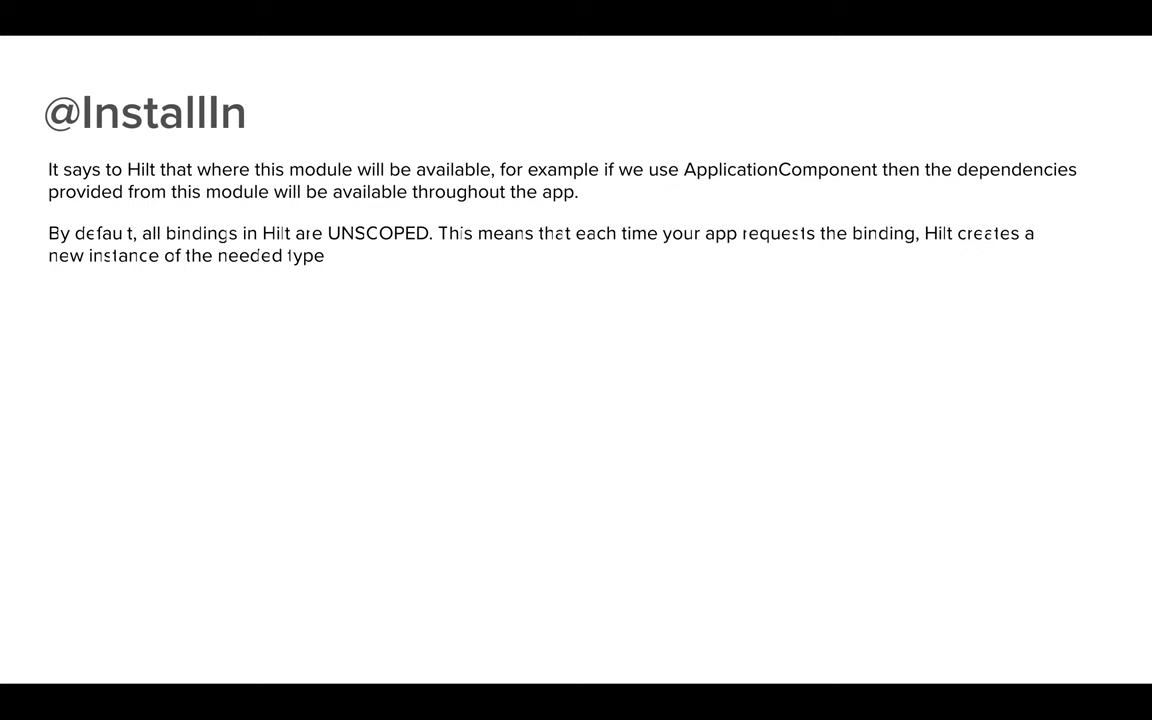 @InstallIn
It says to Hilt that where this module will be available, for example if we use ApplicationComponent then the dependencies
provided from this module will be available throughout the app.
By default, all bindings in Hilt are UNSCOPED. This means that each time your app requests the binding, Hilt creates a
new instance of the needed type